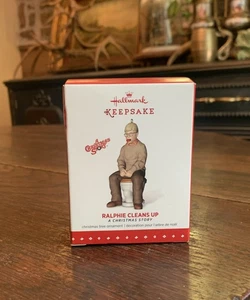 Hallmark
KEEPSAKE
A
Christmas
Story
RALPHIE CLEANS UP
A CHRISTMAS STORY